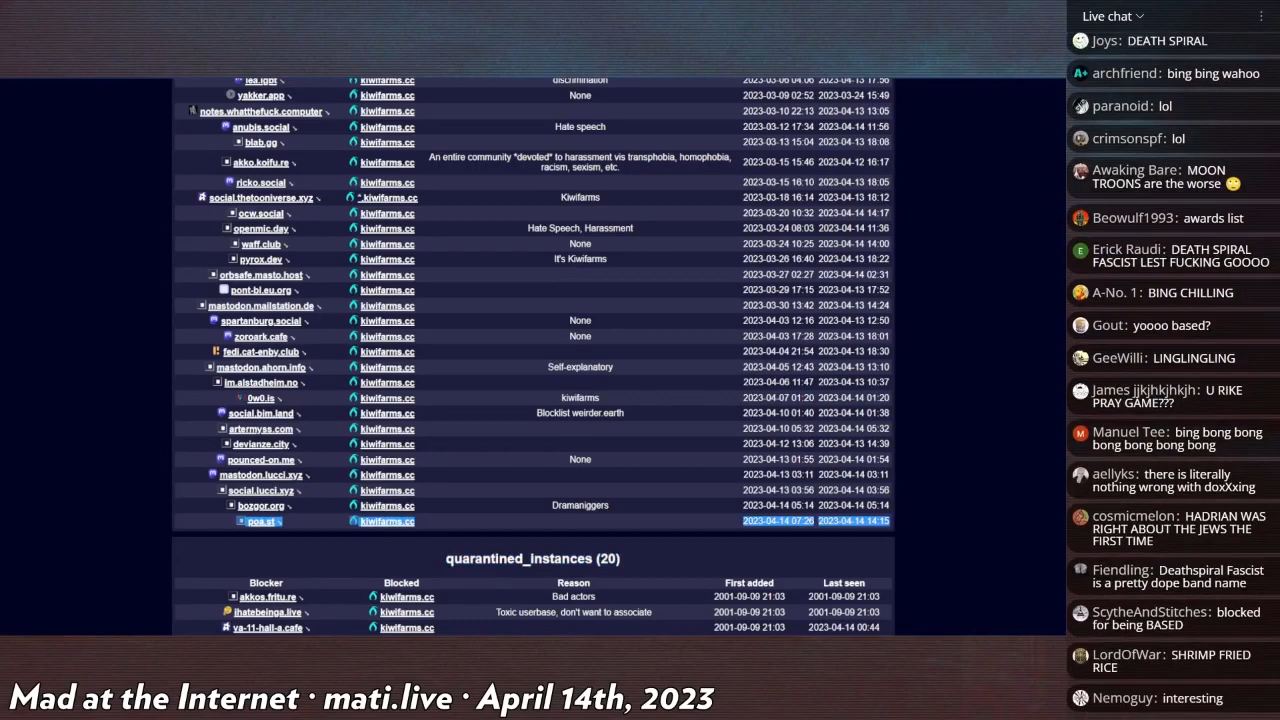 lea.lgbt kiwifarms.cc discrimination 2023-03-06 04:06 2023-04-13 17:56
yakker.app kiwifarms.cc None 2023-03-09 02:52 2023-03-24 15:49
notes.whatthefuck.computer kiwifarms.cc 2023-03-10 22:13 2023-04-13 13:05
anubis.social kiwifarms.cc Hate speech 2023-03-12 17:34 2023-04-14 11:56
blab.gg kiwifarms.cc 2023-03-13 15:04 2023-04-14 18:08
An entire community *devoted* to harassment vis transphobia, homophobia,
akko.koifu.re kiwifarms.cc 2023-03-15 15:46 2023-04-12 16:17
racism, sexism, etc.
ricko.social kiwifarms.cc 2023-03-15 16:10 2023-04-13 18:05
social.thetooniverse.xyz *.kiwifarms.cc Kiwifarms 2023-03-18 16:14 2023-04-13 18:12
ocw.social kiwifarms.cc 2023-03-20 10:32 2023-04-14 14:17
openmic.day kiwifarms.cc Hate Speech, Harassment 2023-03-24 08:03 2023-04-14 11:36
waff.club kiwifarms.cc None 2023-03-24 10:25 2023-04-14 14:00
pyrox.dev kiwifarms.cc It's Kiwifarms 2023-03-26 16:40 2023-04-13 18:22
orbsafe.masto.host kiwifarms.cc 2023-03-27 02:27 2023-04-14 02:31
pont-bl.eu.org kiwifarms.cc 2023-03-29 17:15 2023-04-13 17:52
mastodon.mailstation.de kiwifarms.cc 2023-03-30 13:42 2023-04-13 14:24
spartanburg.social kiwifarms.cc None 2023-04-03 12:16 2023-04-13 12:50
zoroark.cafe kiwifarms.cc None 2023-04-03 17:28 2023-04-13 18:01
fedi.cat-enby.club kiwifarms.cc 2023-04-04 21:54 2023-04-13 18:30
mastodon.ahorn.info kiwifarms.cc Self-explanatory 2023-04-05 12:43 2023-04-13 13:10
im.alstadheim.no kiwifarms.cc 2023-04-06 11:47 2023-04-13 10:37
0w0.is kiwifarms.cc kiwifarms 2023-04-07 01:20 2023-04-14 01:20
social.bim.land kiwifarms.cc Blocklist weirder.earth 2023-04-10 01:40 2023-04-14 01:38
artermyss.com kiwifarms.cc 2023-04-10 05:32 2023-04-14 05:32
devianze.city kiwifarms.cc 2023-04-12 13:06 2023-04-13 14:39
pounced-on.me kiwifarms.cc None 2023-04-13 01:55 2023-04-14 01:54
mastodon.lucci.xyz kiwifarms.cc 2023-04-13 03:11 2023-04-14 03:11
social.lucci.xyz kiwifarms.cc 2023-04-13 03:56 2023-04-14 03:56
bozgor.org kiwifarms.cc Dramaniggers 2023-04-14 05:14 2023-04-14 05:14
poa.st kiwifarms.cc 2023-04-14 07:26 2023-04-14 14:15
quarantined_instances (20)
Blocker Blocked Reason First added Last seen
akkos.fritu.re kiwifarms.cc Bad actors 2001-09-09 21:03 2001-09-09 21:03
ihatebeinga.live kiwifarms.cc Toxic userbase, don't want to associate 2001-09-09 21:03 2001-09-09 21:03
va-11-hall-a.cafe kiwifarms.cc 2001-09-09 21:03 2023-04-14 00:44
Live chat
Joys: DEATH SPIRAL
archfriend: bing bing wahoo
paranoid: lol
crimsonspf: lol
Awaking Bare: MOON
TROONS are the worse
Beowulf1993: awards list
Erick Raudi: DEATH SPIRAL
FASCIST LEST FUCKING GOOOO
A-No. 1: BING CHILLING
Gout: yoooo based?
GeeWilli: LINGLINGLING
James jjkjhkjhkjh: U RIKE
PRAY GAME???
Manuel Tee: bing bong bong
bong bong bong bong
aellyks: there is literally
nothing wrong with doxXxing
cosmicmelon: HADRIAN WAS
RIGHT ABOUT THE JEWS THE
FIRST TIME
Fiendling: Deathspiral Fascist
is a pretty dope band name
ScytheAndStitches: blocked
for being BASED
LordOfWar: SHRIMP FRIED
RICE
Nemoguy: interesting
Mad at the Internet · mati.live · April 14th, 2023